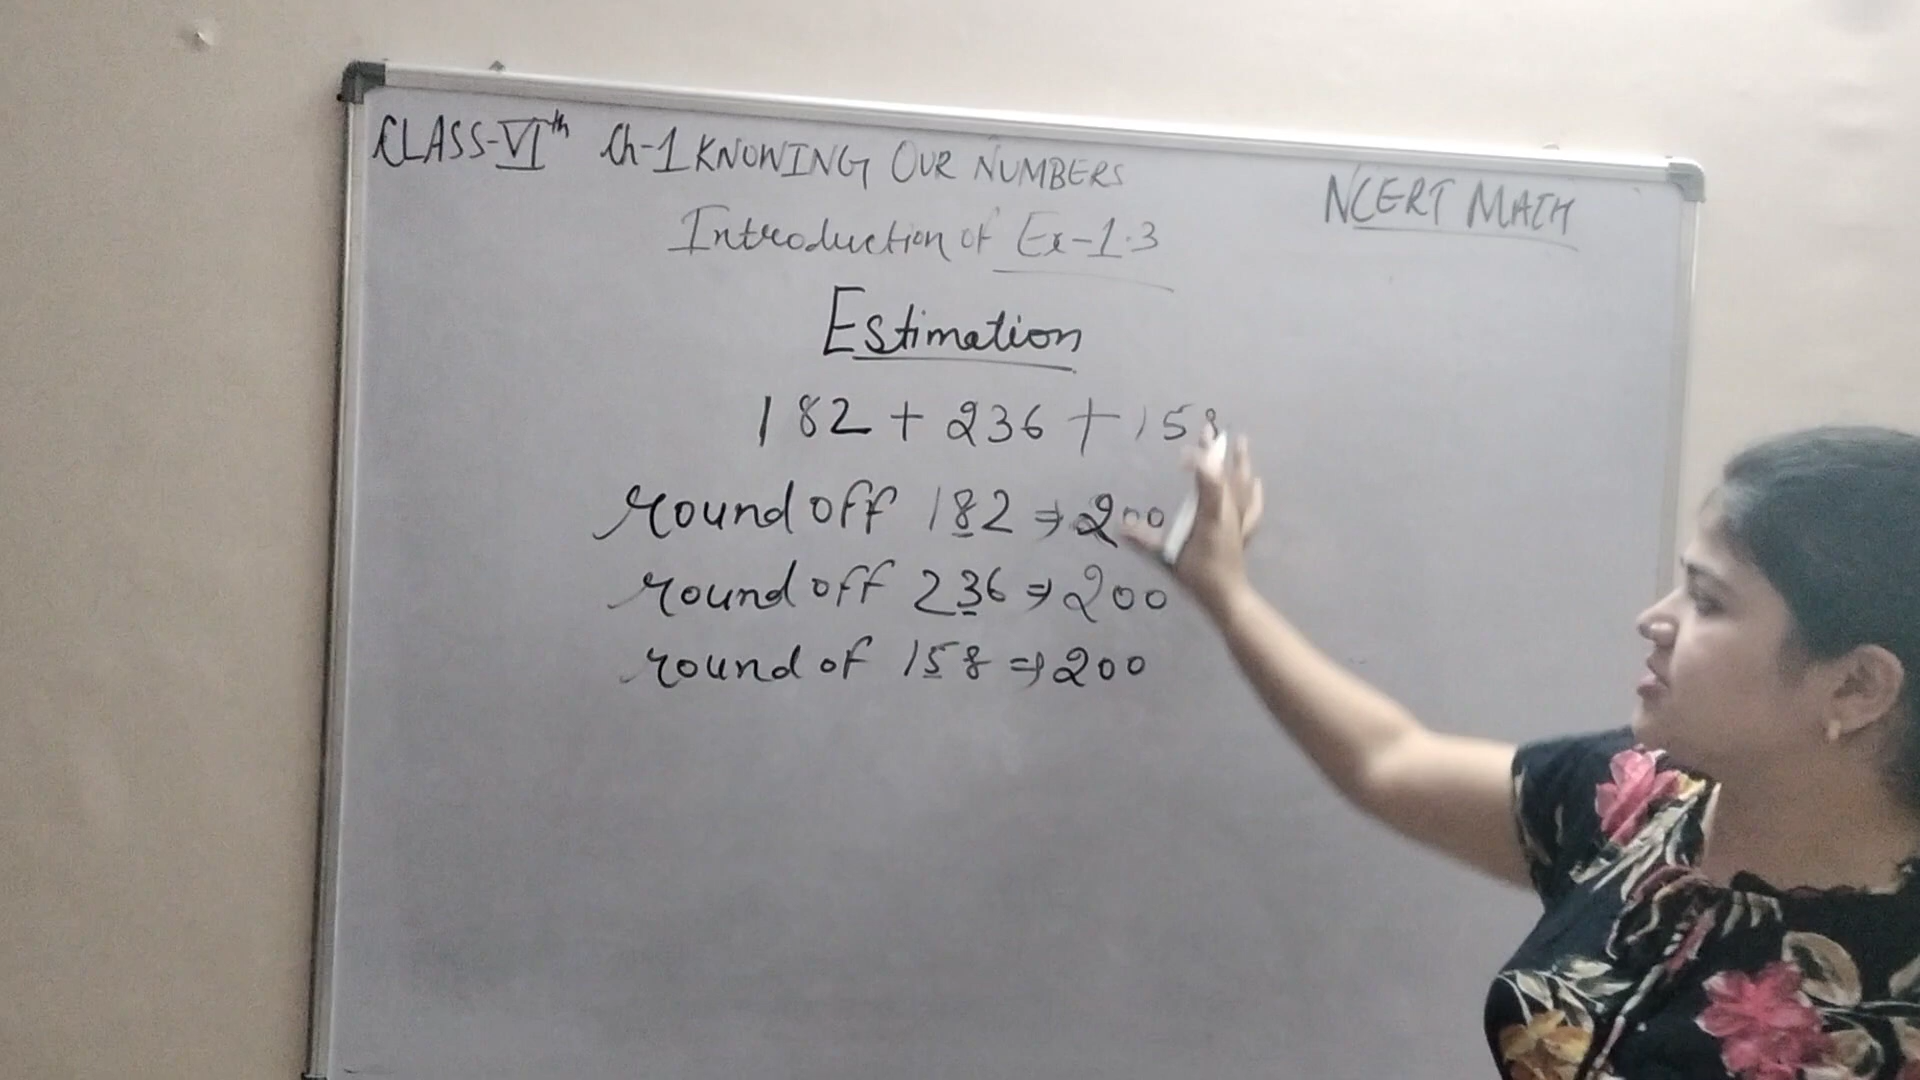 CLASS-VIth Ch-1 KNOWING OUR NUMBERS
NCERT MATH
Introduction of Ex-1.3
Estimation
182 + 236 + 158
round off 182 ⇒ 200
round off 236 ⇒ 200
round of 158 ⇒ 200